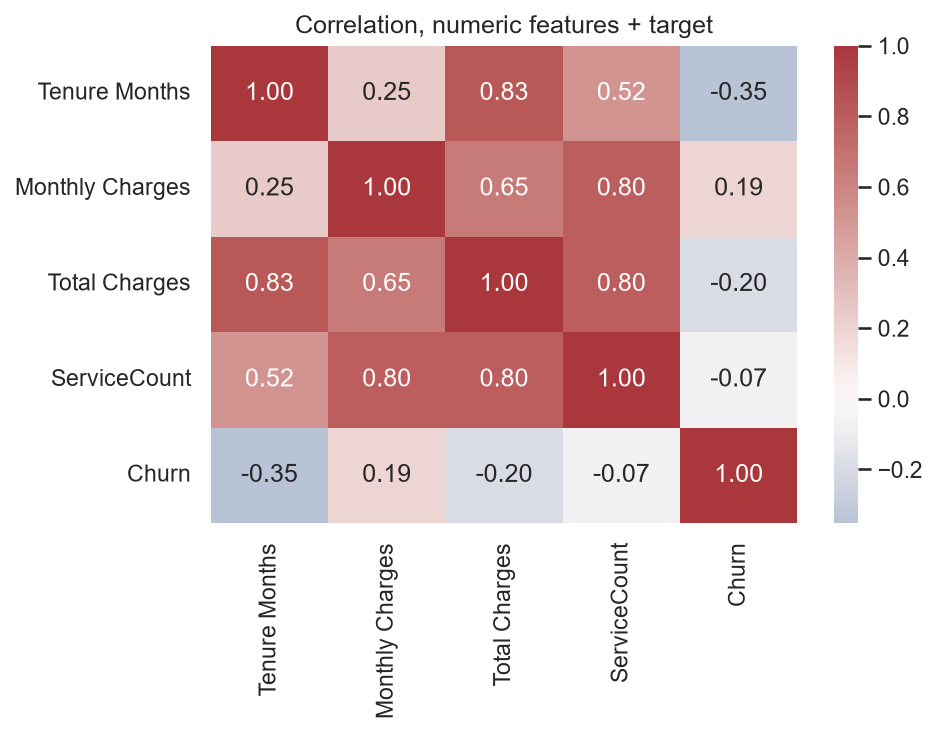 Correlation, numeric features + target
Tenure Months 1.00 0.25 0.83 0.52 -0.35
Monthly Charges 0.25 1.00 0.65 0.80 0.19
Total Charges 0.83 0.65 1.00 0.80 -0.20
ServiceCount 0.52 0.80 0.80 1.00 -0.07
Churn -0.35 0.19 -0.20 -0.07 1.00
Tenure Months
Monthly Charges
Total Charges
ServiceCount
Churn
1.0
0.8
0.6
0.4
0.2
0.0
−0.2